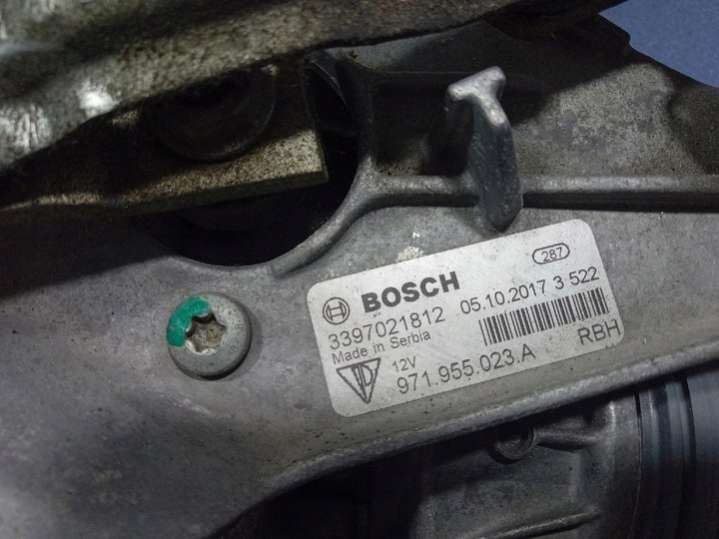 287
BOSCH 05.10.2017 3 522
3397021812
Made in Serbia
12V RBH
971.955.023.A